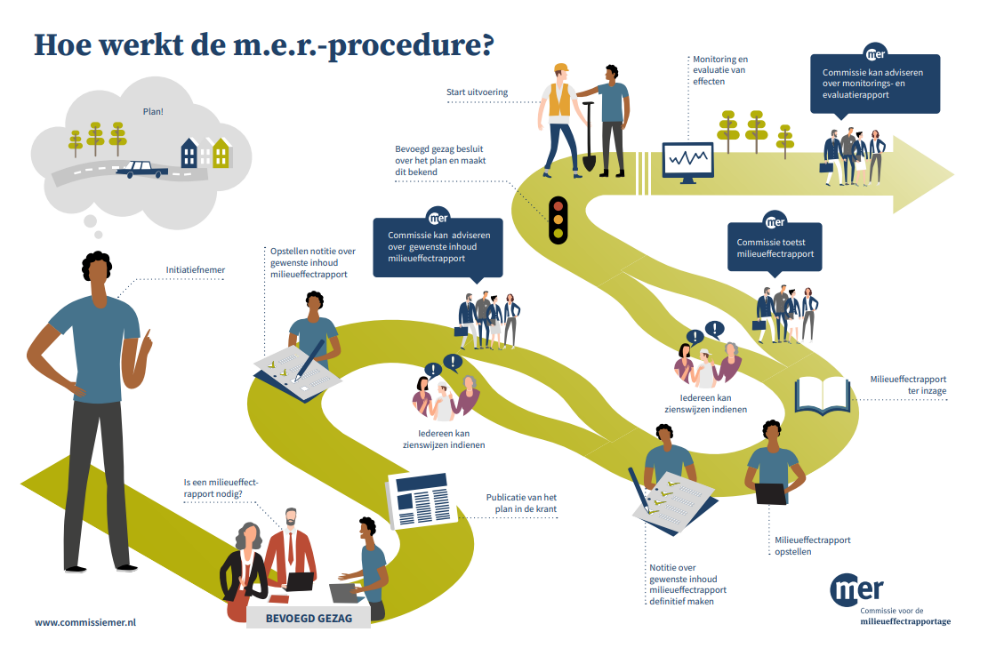 Hoe werkt de m.e.r.-procedure?
Plan!
Initiatiefnemer
Is een milieueffect-
rapport nodig?
BEVOEGD GEZAG
Publicatie van het
plan in de krant
Opstellen notitie over
gewenste inhoud
milieueffectrapport
Iedereen kan
zienswijzen indienen
mer
Commissie kan adviseren
over gewenste inhoud
milieueffectrapport
Notitie over
gewenste inhoud
milieueffectrapport
definitief maken
Milieueffectrapport
opstellen
Milieueffectrapport
ter inzage
Iedereen kan
zienswijzen indienen
mer
Commissie toetst
milieueffectrapport
Bevoegd gezag besluit
over het plan en maakt
dit bekend
Start uitvoering
Monitoring en
evaluatie van
effecten
mer
Commissie kan adviseren
over monitorings- en
evaluatierapport
www.commissiemer.nl
mer
Commissie voor de
milieueffectrapportage